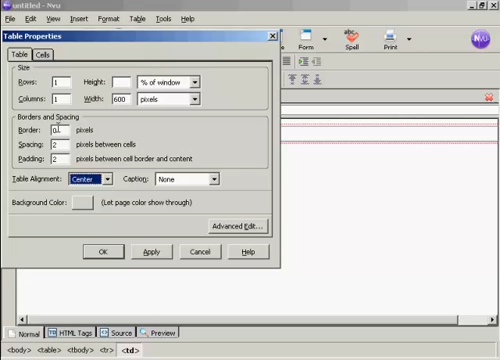 untitled - Nvu
File Edit View Insert Format Table Tools Help
Table Properties
Form Spell Print
Nvu
Table Cells
Size
Rows: 1 Height: % of window
Columns: 1 Width: 600 pixels
Borders and Spacing
Border: 0 pixels
Spacing: 2 pixels between cells
Padding: 2 pixels between cell border and content
Table Alignment: Center Caption: None
Background Color: (Let page color show through)
Advanced Edit...
OK Apply Cancel Help
Normal HTML Tags Source Preview
<body> <table> <tbody> <tr> <td>